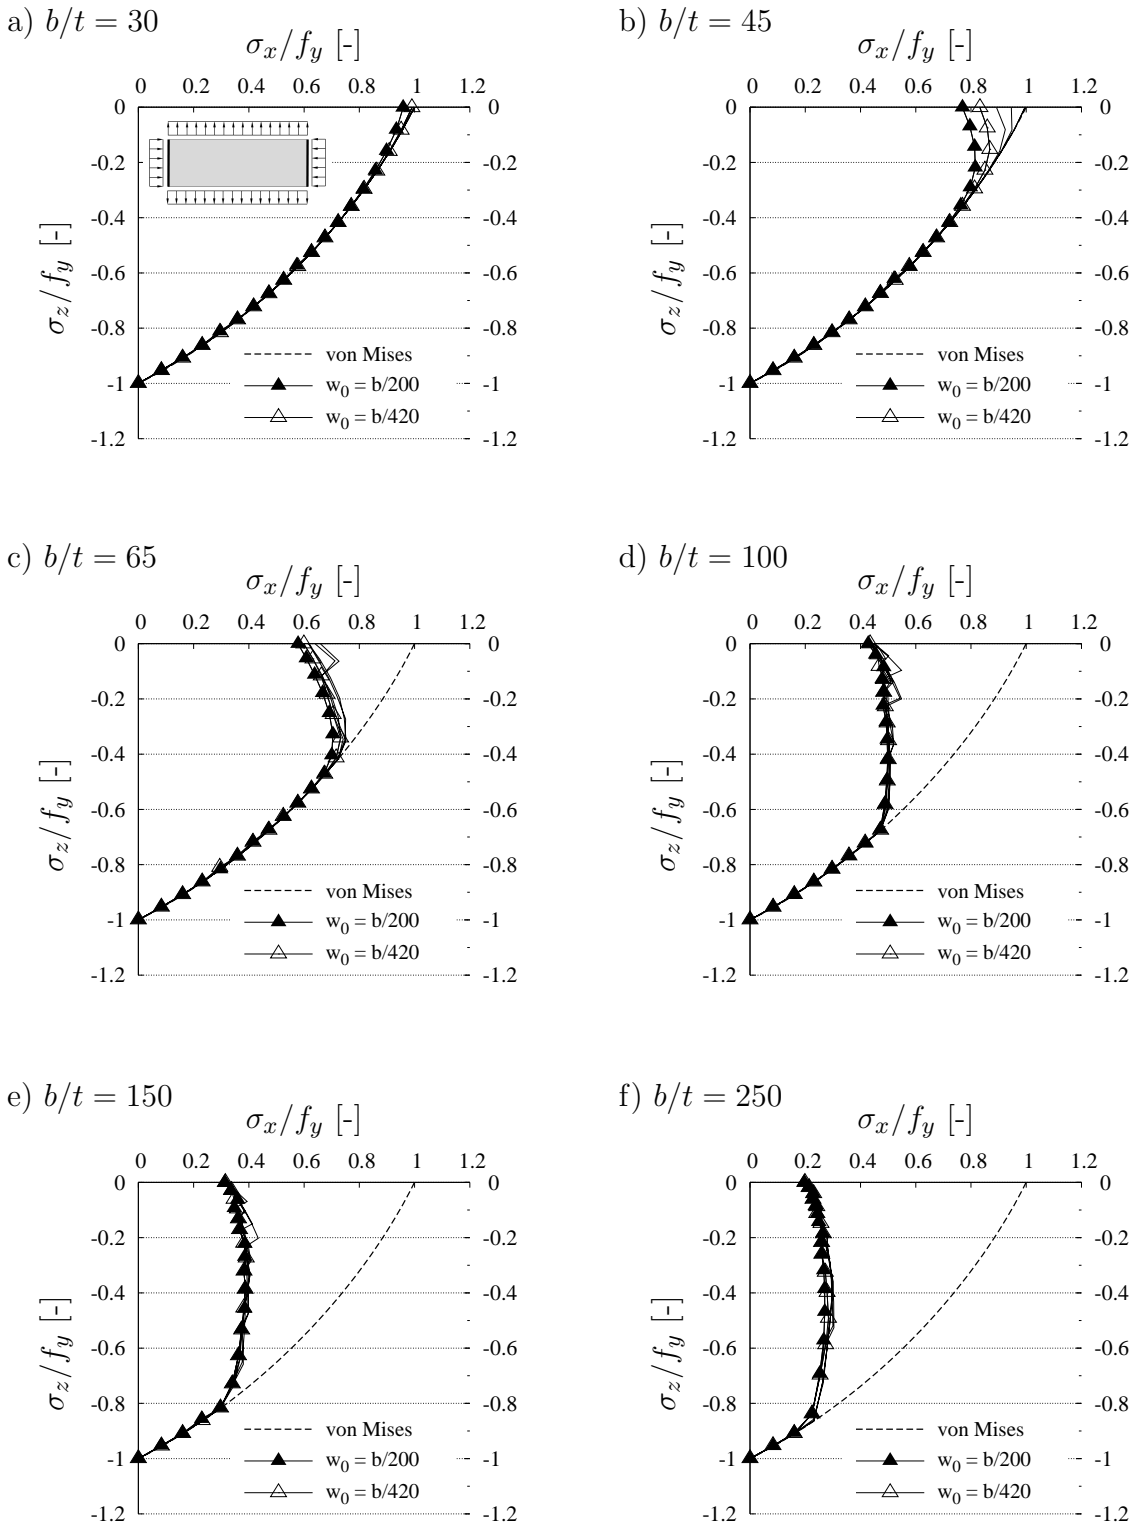 a) b/t = 30
σx/fy [-]
0 0.2 0.4 0.6 0.8 1 1.2
0 0
-0.2 -0.2
-0.4 -0.4
-0.6 -0.6
-0.8 -0.8
-1 -1
-1.2 -1.2
σz/fy [-]
von Mises
w0 = b/200
w0 = b/420
b) b/t = 45
σx/fy [-]
0 0.2 0.4 0.6 0.8 1 1.2
0 0
-0.2 -0.2
-0.4 -0.4
-0.6 -0.6
-0.8 -0.8
-1 -1
-1.2 -1.2
σz/fy [-]
von Mises
w0 = b/200
w0 = b/420
c) b/t = 65
σx/fy [-]
0 0.2 0.4 0.6 0.8 1 1.2
0 0
-0.2 -0.2
-0.4 -0.4
-0.6 -0.6
-0.8 -0.8
-1 -1
-1.2 -1.2
σz/fy [-]
von Mises
w0 = b/200
w0 = b/420
d) b/t = 100
σx/fy [-]
0 0.2 0.4 0.6 0.8 1 1.2
0 0
-0.2 -0.2
-0.4 -0.4
-0.6 -0.6
-0.8 -0.8
-1 -1
-1.2 -1.2
σz/fy [-]
von Mises
w0 = b/200
w0 = b/420
e) b/t = 150
σx/fy [-]
0 0.2 0.4 0.6 0.8 1 1.2
0 0
-0.2 -0.2
-0.4 -0.4
-0.6 -0.6
-0.8 -0.8
-1 -1
-1.2 -1.2
σz/fy [-]
von Mises
w0 = b/200
w0 = b/420
f) b/t = 250
σx/fy [-]
0 0.2 0.4 0.6 0.8 1 1.2
0 0
-0.2 -0.2
-0.4 -0.4
-0.6 -0.6
-0.8 -0.8
-1 -1
-1.2 -1.2
σz/fy [-]
von Mises
w0 = b/200
w0 = b/420